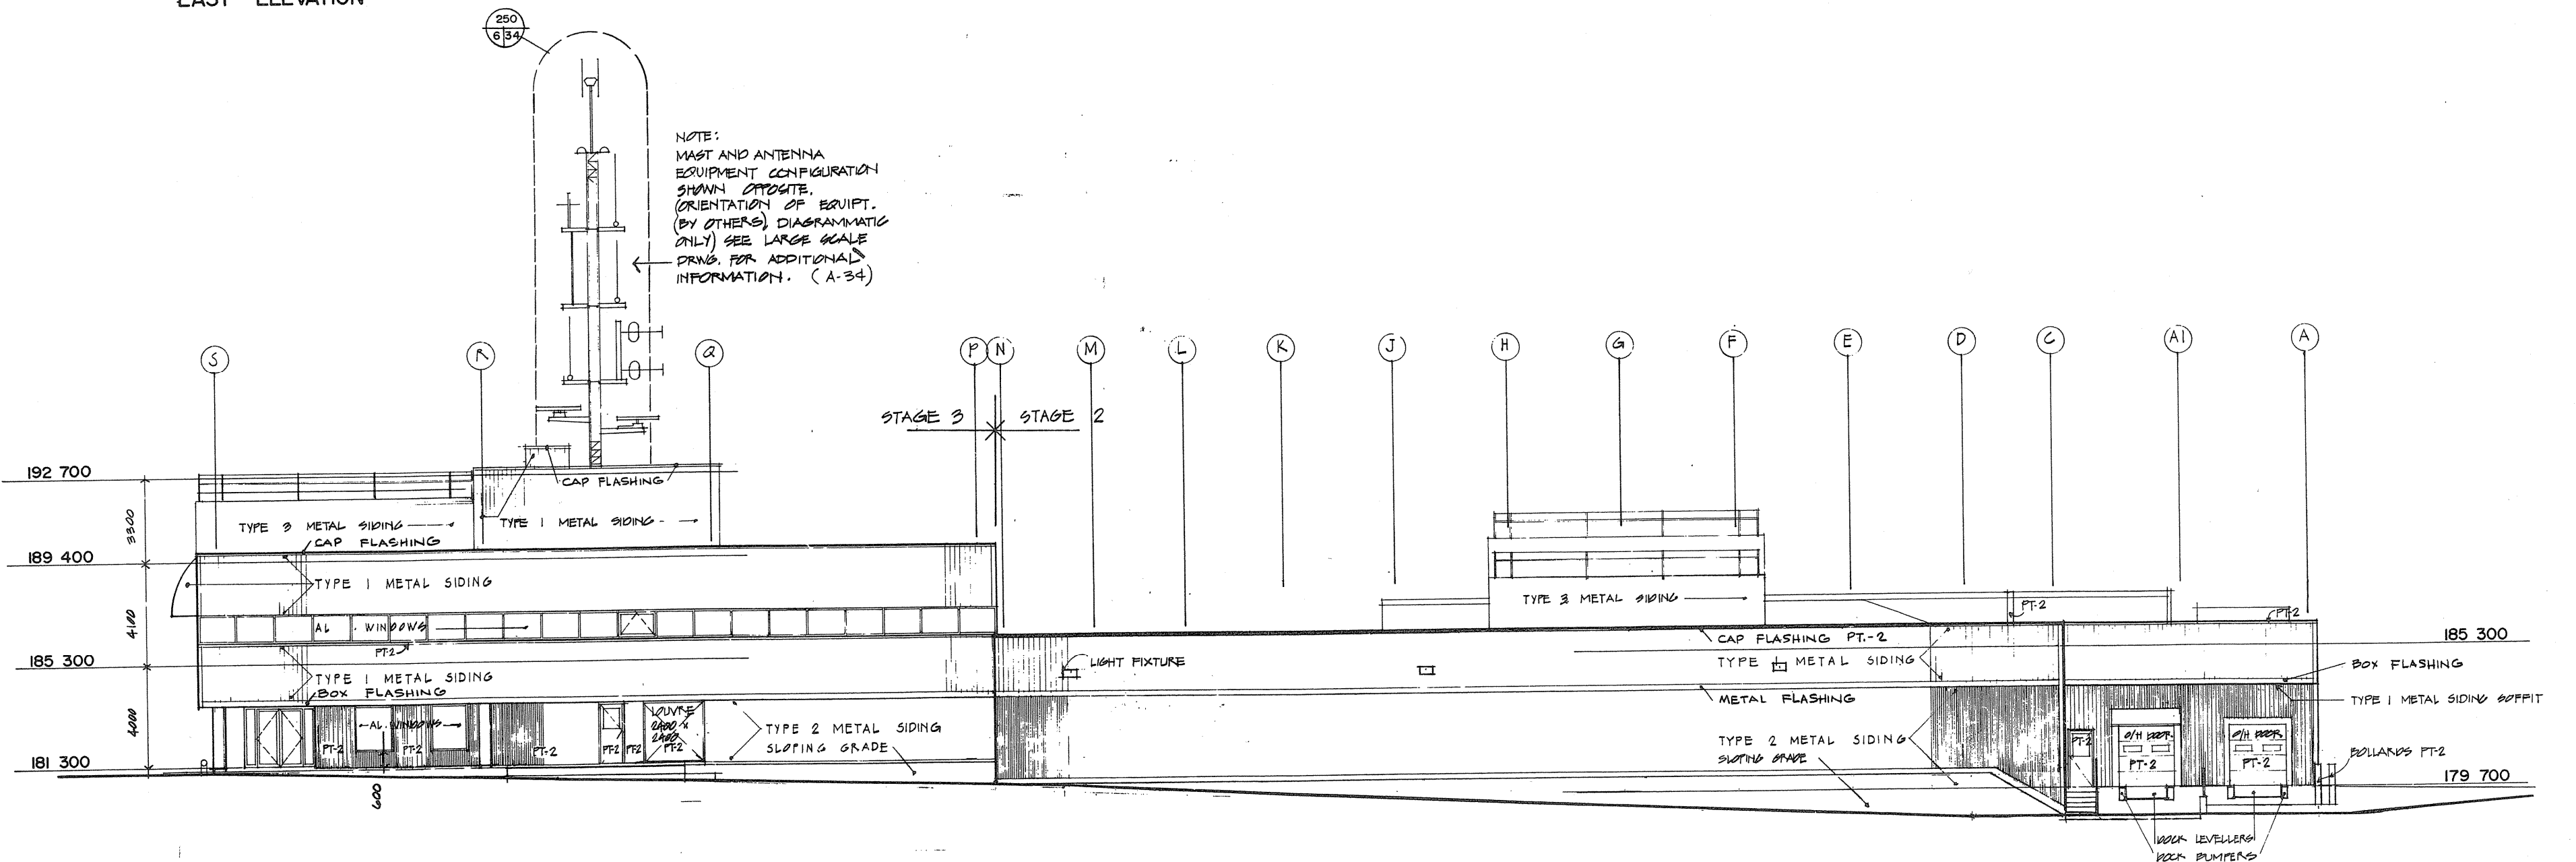 EAST ELEVATION
250
6 34
NOTE:
MAST AND ANTENNA
EQUIPMENT CONFIGURATION
SHOWN OPPOSITE.
(ORIENTATION OF EQUIPT.
(BY OTHERS), DIAGRAMMATIC
ONLY) SEE LARGE SCALE
DRWG. FOR ADDITIONAL
INFORMATION. (A-34)
S
R
Q
P
N
M
L
K
J
H
G
F
E
D
C
A1
A
STAGE 3
STAGE 2
192 700
CAP FLASHING
3300
TYPE 3 METAL SIDING
TYPE 1 METAL SIDING
CAP FLASHING
189 400
TYPE 1 METAL SIDING
4100
AL. WINDOWS
PT-2
185 300
TYPE 1 METAL SIDING
BOX FLASHING
4000
AL. WINDOWS
PT-2
PT-2
PT-2
PT-2
PT-2
LOUVRE
2400 X
2400
PT-2
TYPE 2 METAL SIDING
SLOPING GRADE
181 300
600
LIGHT FIXTURE
TYPE 3 METAL SIDING
PT-2
PT-2
CAP FLASHING PT.-2
TYPE 1 METAL SIDING
METAL FLASHING
TYPE 2 METAL SIDING
SLOPING GRADE
185 300
BOX FLASHING
TYPE 1 METAL SIDING SOFFIT
PT-2
O/H DOOR
PT-2
O/H DOOR
PT-2
BOLLARDS PT-2
179 700
DOCK LEVELLERS
DOCK BUMPERS